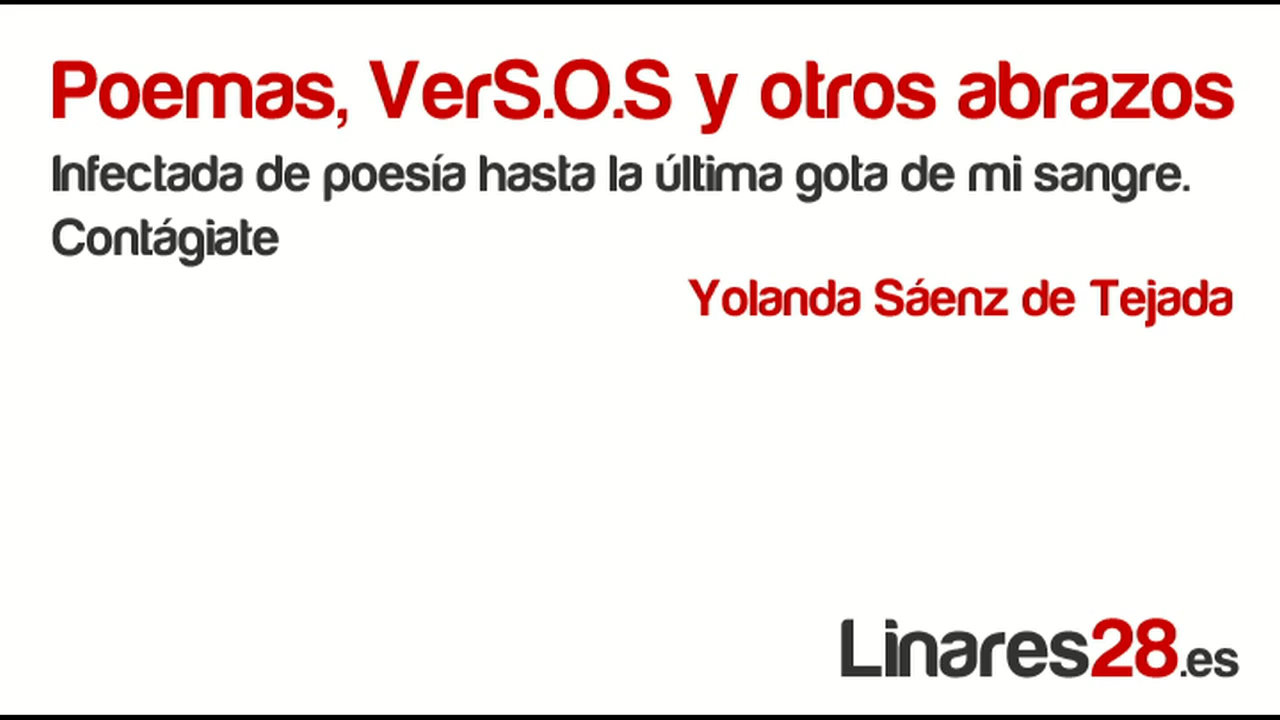 Poemas, VerS.O.S y otros abrazos
Infectada de poesía hasta la última gota de mi sangre.
Contágiate
Yolanda Sáenz de Tejada
Linares28.es